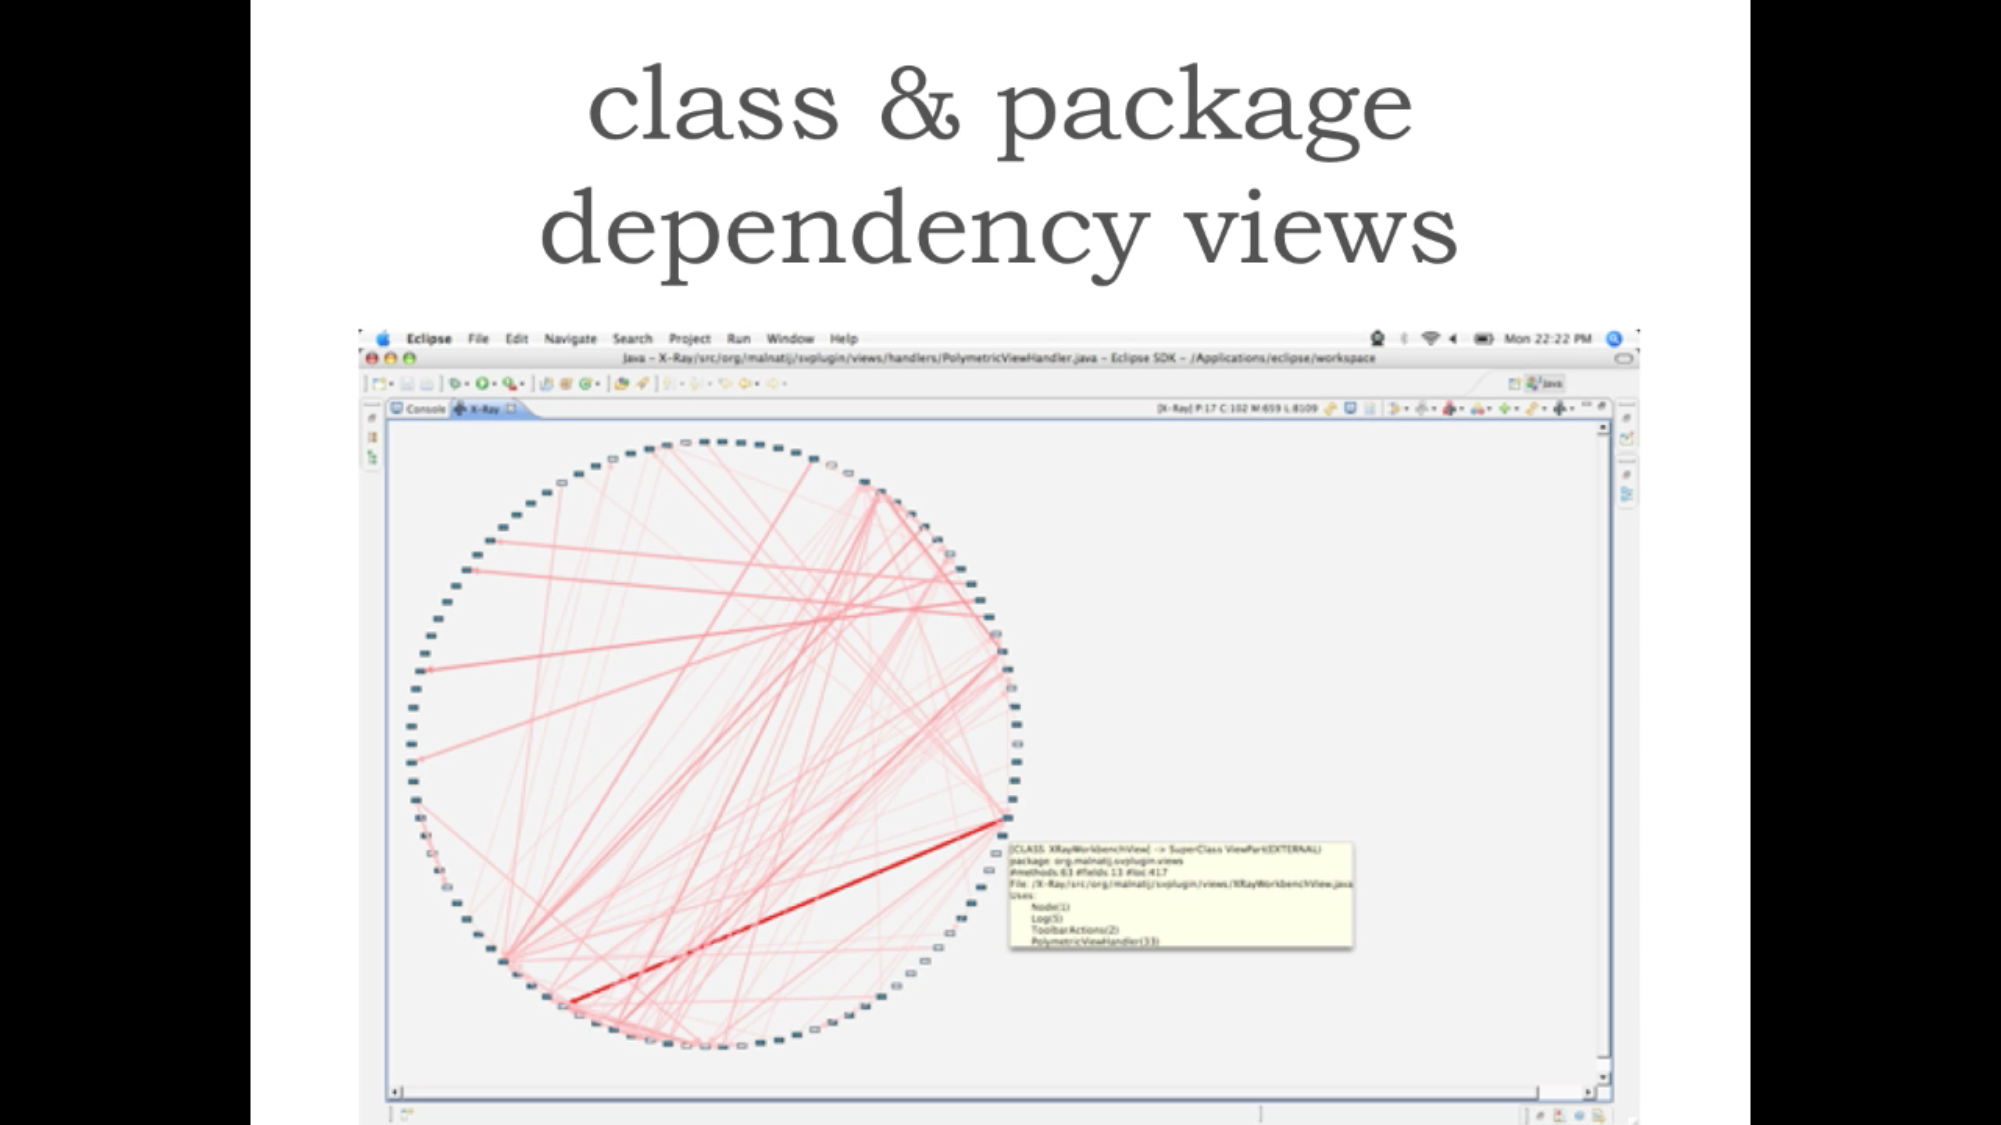 class & package
dependency views
Eclipse File Edit Navigate Search Project Run Window Help
Mon 22:22 PM
Java - X-Ray/src/org/malnatij/svplugin/views/handlers/PolymetricViewHandler.java - Eclipse SDK - /Applications/eclipse/workspace
Java
Console X-Ray
[X-Ray] P:17 C:102 M:659 L:8109
[CLASS: XRayWorkbenchView] -> SuperClass ViewPart(EXTERNAL)
package: org.malnatij.svplugin.views
#methods:63 #fields:13 #loc:417
File: /X-Ray/src/org/malnatij/svplugin/views/XRayWorkbenchView.java
Uses:
Node(1)
Log(5)
ToolbarActions(2)
PolymetricViewHandler(33)